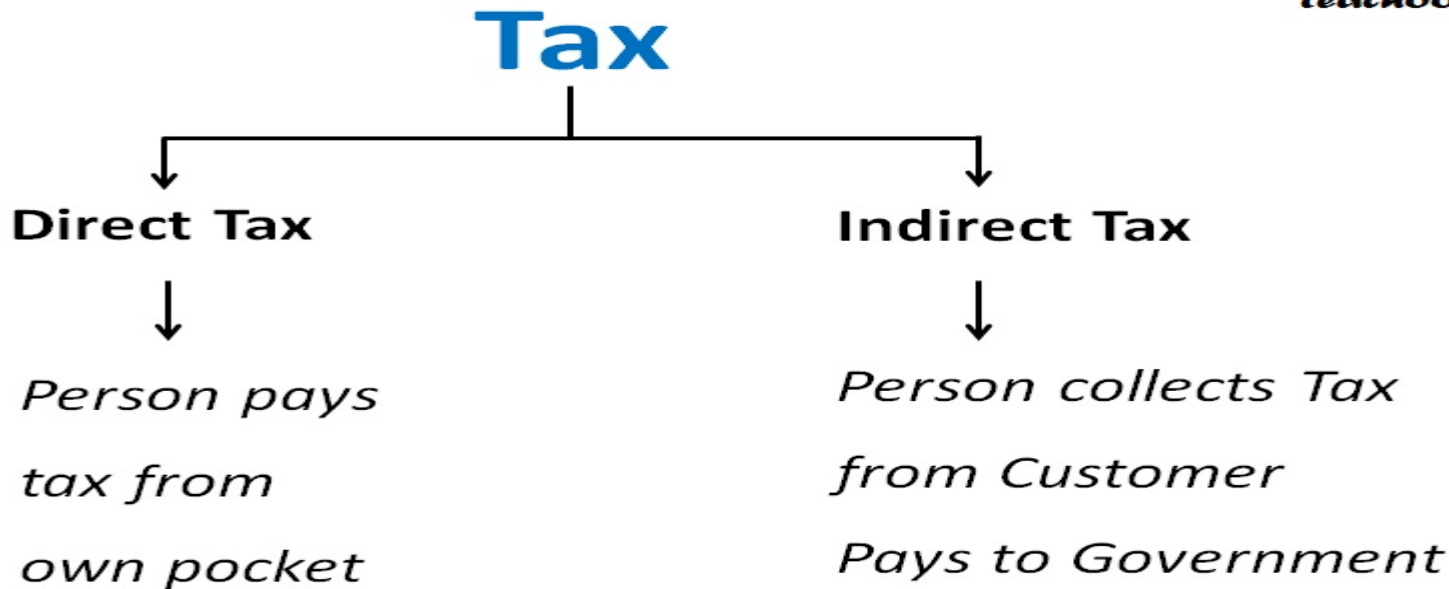 Tax
Direct Tax
Indirect Tax
Person pays
tax from
own pocket
Person collects Tax
from Customer
Pays to Government